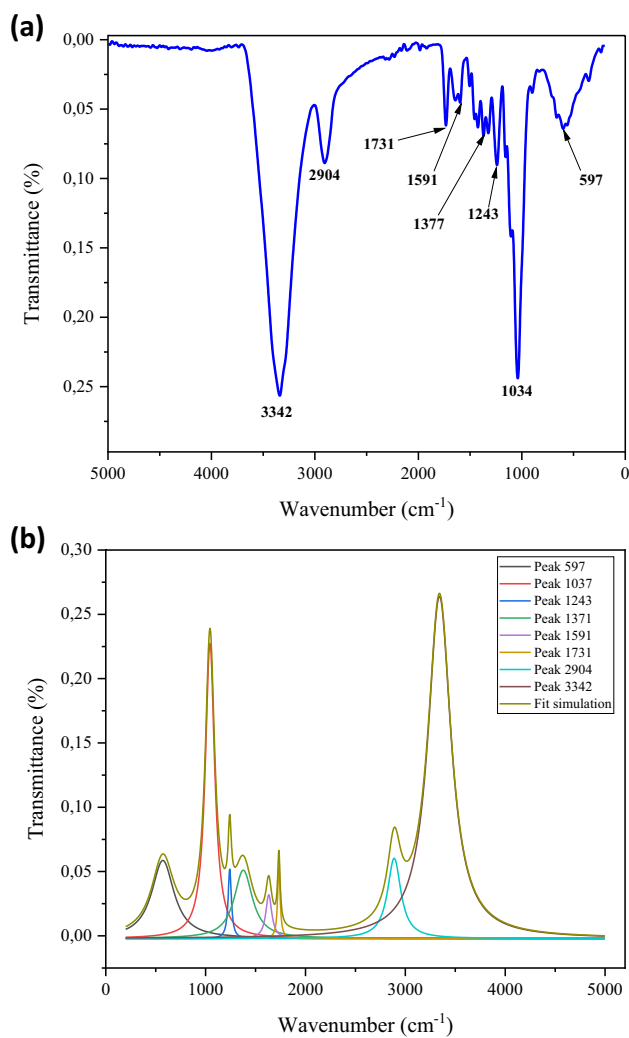 (a)
0,00
0,05
0,10
0,15
0,20
0,25
Transmittance (%)
1731
2904
1591
1377
1243
597
3342
1034
5000 4000 3000 2000 1000 0
Wavenumber (cm-1)
(b)
0,30
0,25
0,20
0,15
0,10
0,05
0,00
Transmittance (%)
Peak 597
Peak 1037
Peak 1243
Peak 1371
Peak 1591
Peak 1731
Peak 2904
Peak 3342
Fit simulation
0 1000 2000 3000 4000 5000
Wavenumber (cm-1)